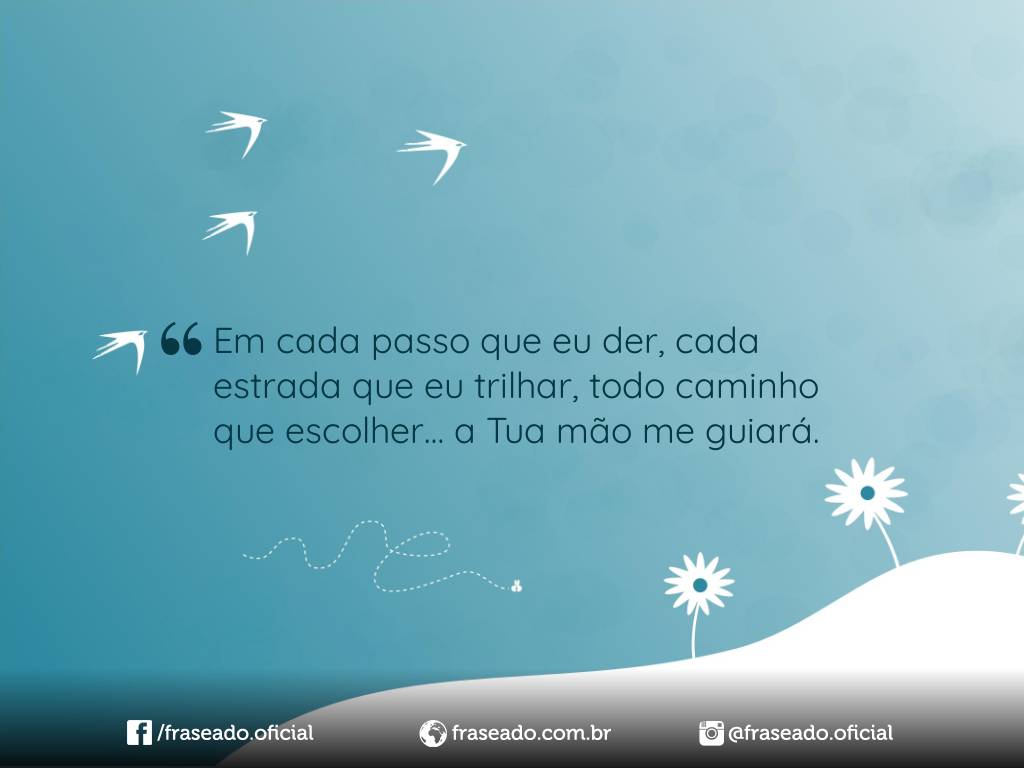 “ Em cada passo que eu der, cada
estrada que eu trilhar, todo caminho
que escolher... a Tua mão me guiará.
/fraseado.oficial
fraseado.com.br
@fraseado.oficial